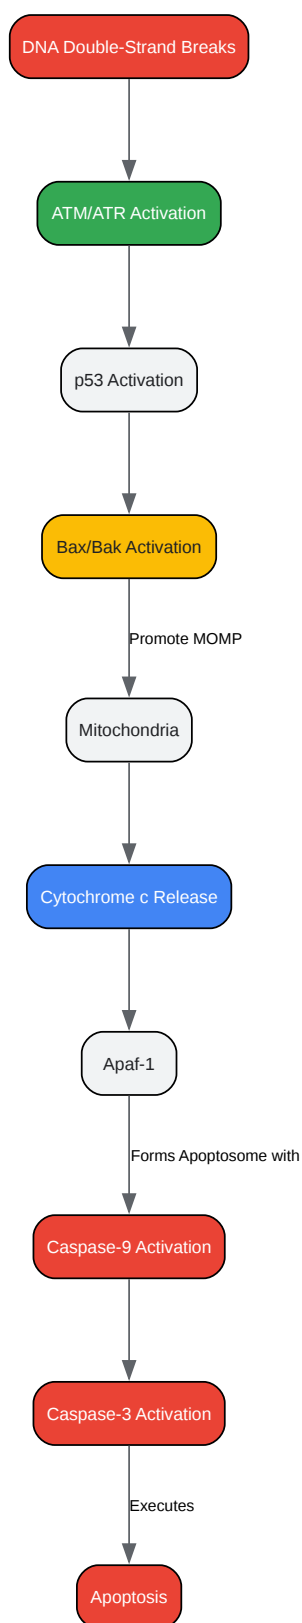 DNA Double-Strand Breaks
ATM/ATR Activation
p53 Activation
Bax/Bak Activation
Promote MOMP
Mitochondria
Cytochrome c Release
Apaf-1
Forms Apoptosome with
Caspase-9 Activation
Caspase-3 Activation
Executes
Apoptosis